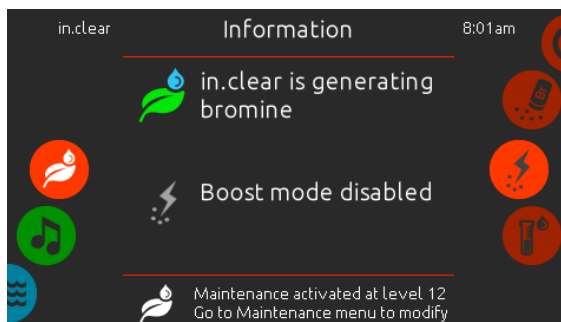 in.clear
Information
8:01am
in.clear is generating
bromine
Br
Boost mode disabled
Maintenance activated at level 12
Go to Maintenance menu to modify